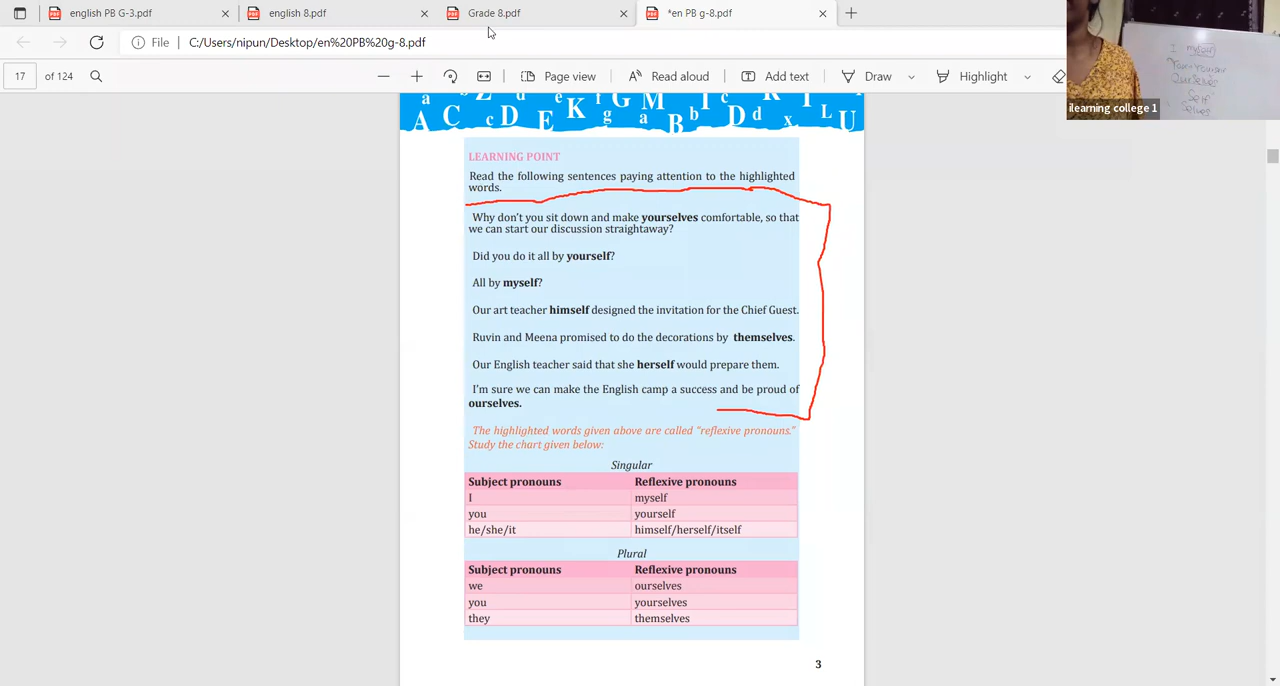 english PB G-3.pdf
english 8.pdf
Grade 8.pdf
*en PB g-8.pdf
File | C:/Users/nipun/Desktop/en%20PB%20g-8.pdf
17 of 124
Page view
Read aloud
Add text
Draw
Highlight
I myself
Self
Selves
ilearning college 1
LEARNING POINT
Read the following sentences paying attention to the highlighted
words.
Why don't you sit down and make yourselves comfortable, so that
we can start our discussion straightaway?
Did you do it all by yourself?
All by myself?
Our art teacher himself designed the invitation for the Chief Guest.
Ruvin and Meena promised to do the decorations by themselves.
Our English teacher said that she herself would prepare them.
I'm sure we can make the English camp a success and be proud of
ourselves.
The highlighted words given above are called "reflexive pronouns."
Study the chart given below:
Singular
Subject pronouns Reflexive pronouns
I myself
you yourself
he/she/it himself/herself/itself
Plural
Subject pronouns Reflexive pronouns
we ourselves
you yourselves
they themselves
3